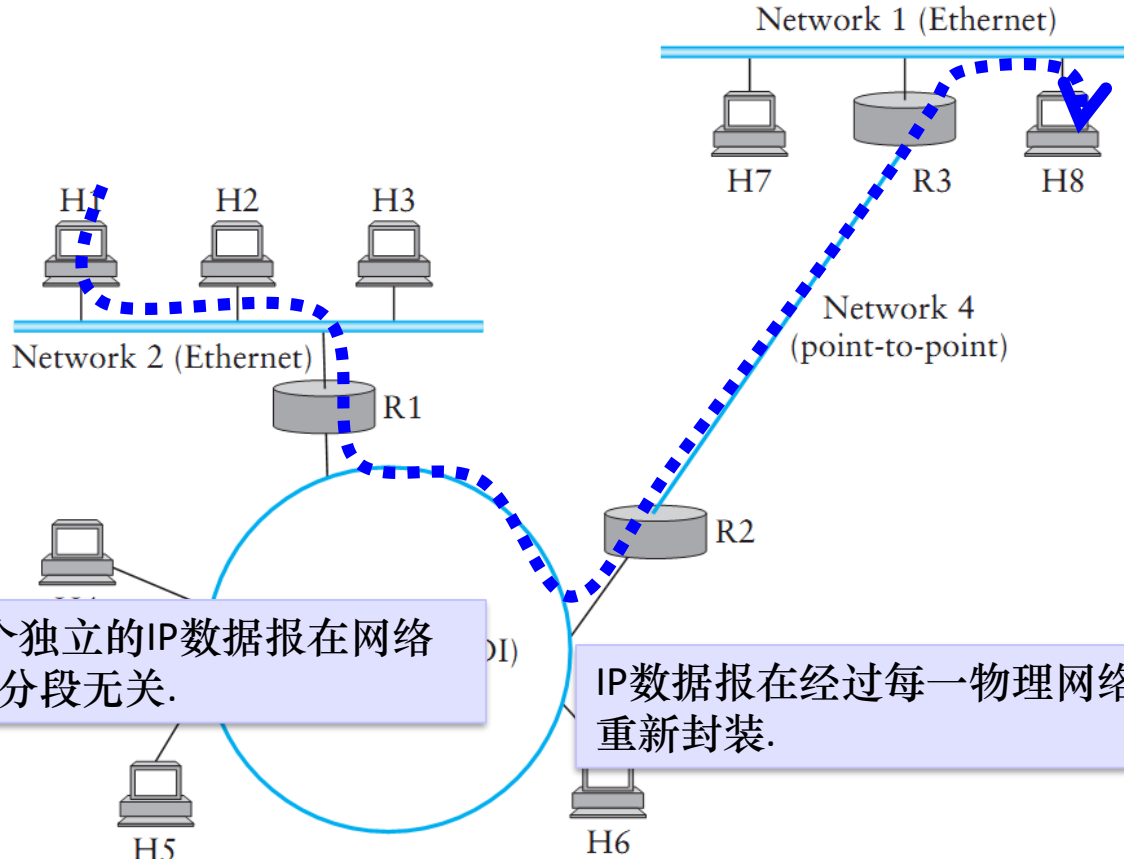 Network 1 (Ethernet)
H7
R3
H8
H1
H2
H3
Network 2 (Ethernet)
R1
Network 4
(point-to-point)
R2
个独立的IP数据报在网络
分段无关.
DI)
IP数据报在经过每一物理网络
重新封装.
H5
H6